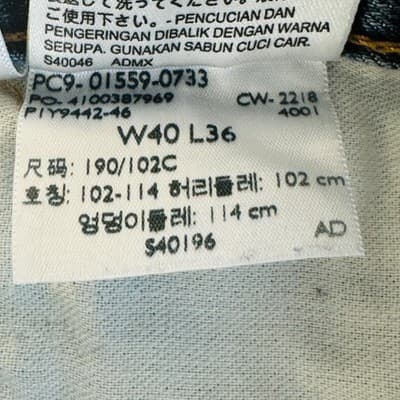 ご使用下さい。- PENCUCIAN DAN
PENGERINGAN DIBALIK DENGAN WARNA
SERUPA. GUNAKAN SABUN CUCI CAIR.
S40046 ADMX
PC9- 01559-0733
PO- 4100387969 CW- 2218
P1Y9442-46 4001
W40 L36
尺码: 190/102C
호칭: 102-114 허리둘레: 102 cm
엉덩이둘레: 114 cm
S40196 AD